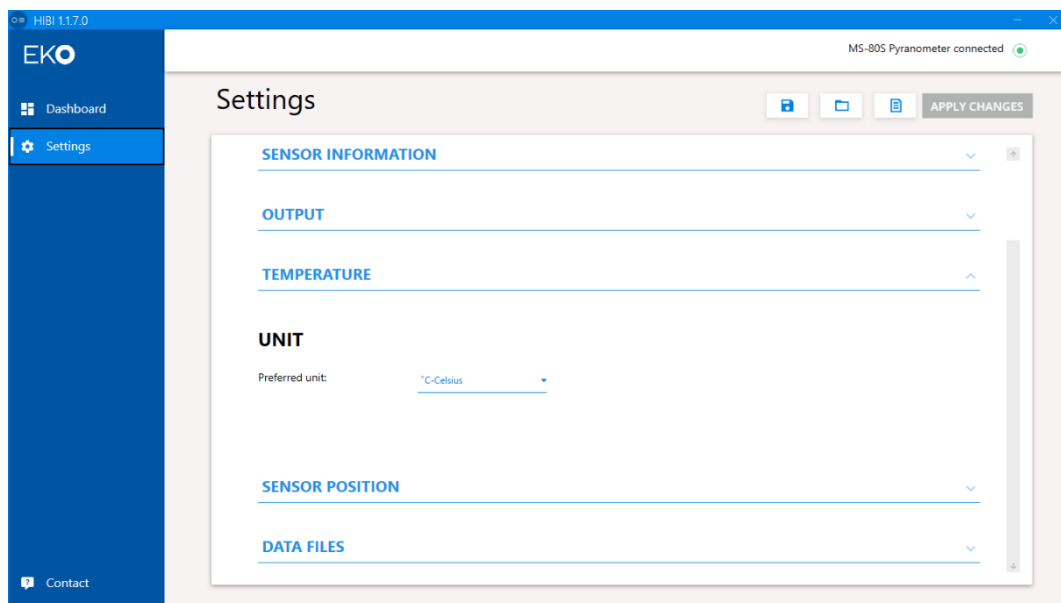 HIBI 1.1.7.0
EKO
MS-80S Pyranometer connected
Dashboard
Settings
Settings
APPLY CHANGES
SENSOR INFORMATION
OUTPUT
TEMPERATURE
UNIT
Preferred unit:
°C-Celsius
SENSOR POSITION
DATA FILES
Contact